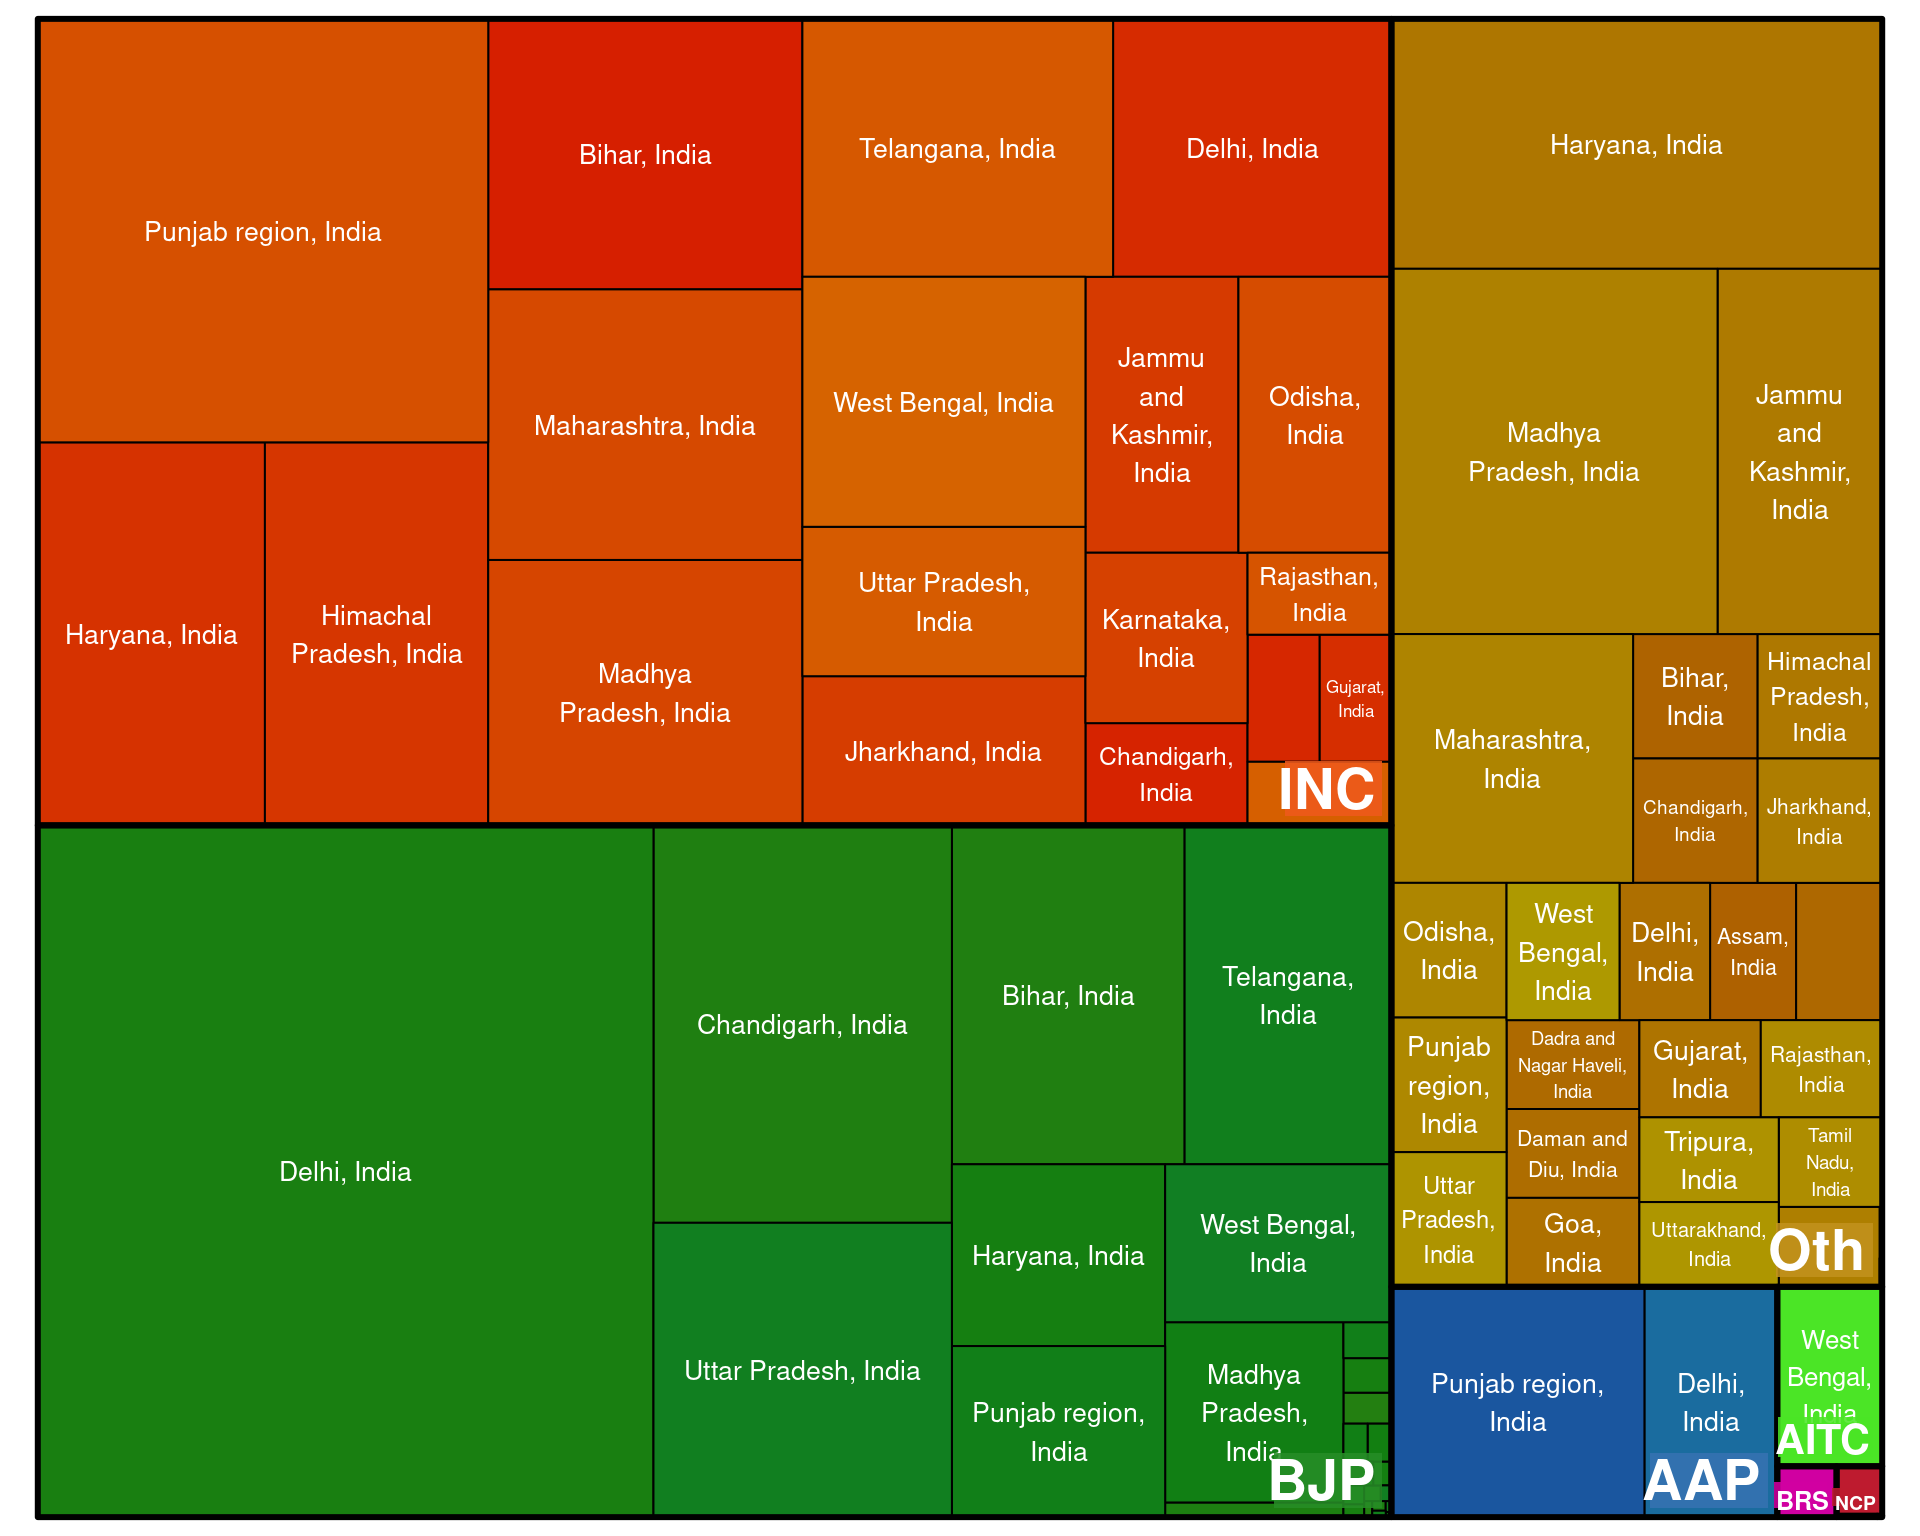 Punjab region, India
Bihar, India
Telangana, India
Delhi, India
Maharashtra, India
West Bengal, India
Jammu
and
Kashmir,
India
Odisha,
India
Haryana, India
Himachal
Pradesh, India
Madhya
Pradesh, India
Uttar Pradesh,
India
Jharkhand, India
Karnataka,
India
Rajasthan,
India
Gujarat,
India
Chandigarh,
India
INC
Haryana, India
Madhya
Pradesh, India
Jammu
and
Kashmir,
India
Maharashtra,
India
Bihar,
India
Himachal
Pradesh,
India
Chandigarh,
India
Jharkhand,
India
Odisha,
India
West
Bengal,
India
Delhi,
India
Assam,
India
Punjab
region,
India
Dadra and
Nagar Haveli,
India
Gujarat,
India
Rajasthan,
India
Daman and
Diu, India
Tripura,
India
Tamil
Nadu,
India
Uttar
Pradesh,
India
Goa,
India
Uttarakhand,
India
Oth
Delhi, India
Chandigarh, India
Bihar, India
Telangana,
India
Uttar Pradesh, India
Haryana, India
West Bengal,
India
Punjab region,
India
Madhya
Pradesh,
India
BJP
Punjab region,
India
Delhi,
India
AAP
West
Bengal,
India
AITC
BRS
NCP